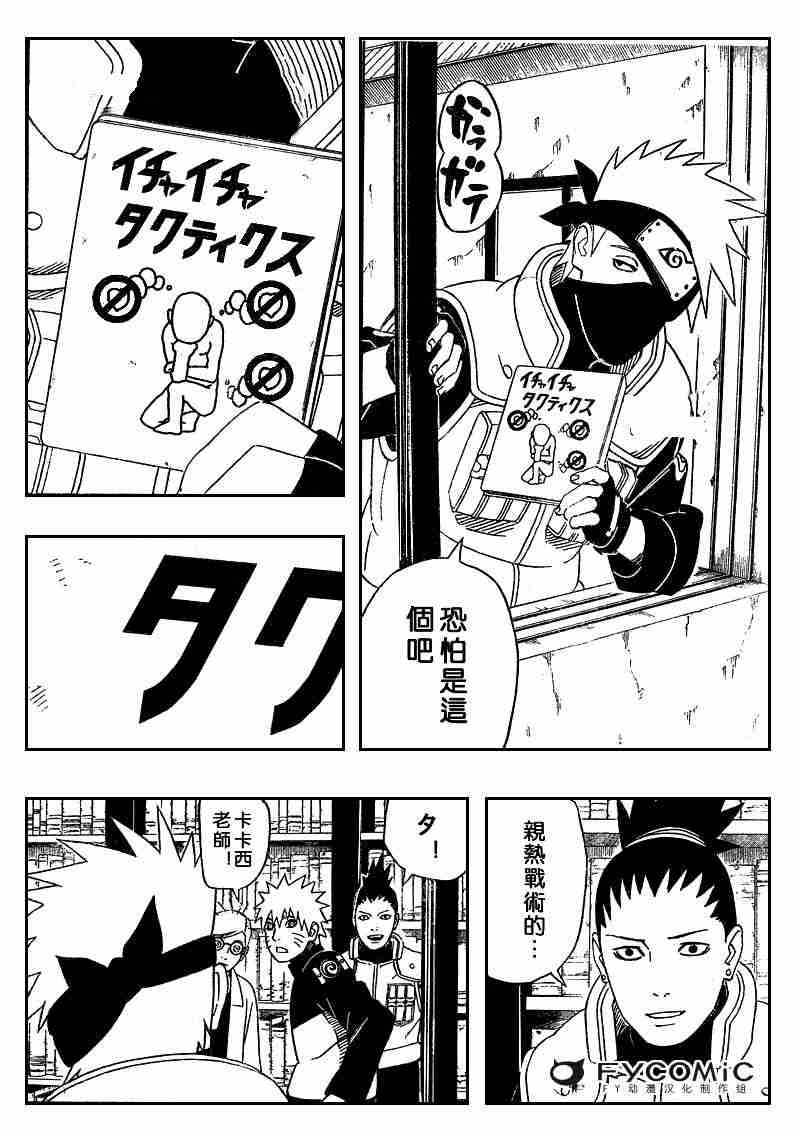 ガラ
ガラ
イチャイチャ
タクティクス
恐怕是這
個吧
イチャイチャ
タクティクス
タク
親熱戰術的…
タ！
卡卡西
老師！
FYCOMiC
FY动漫汉化制作组